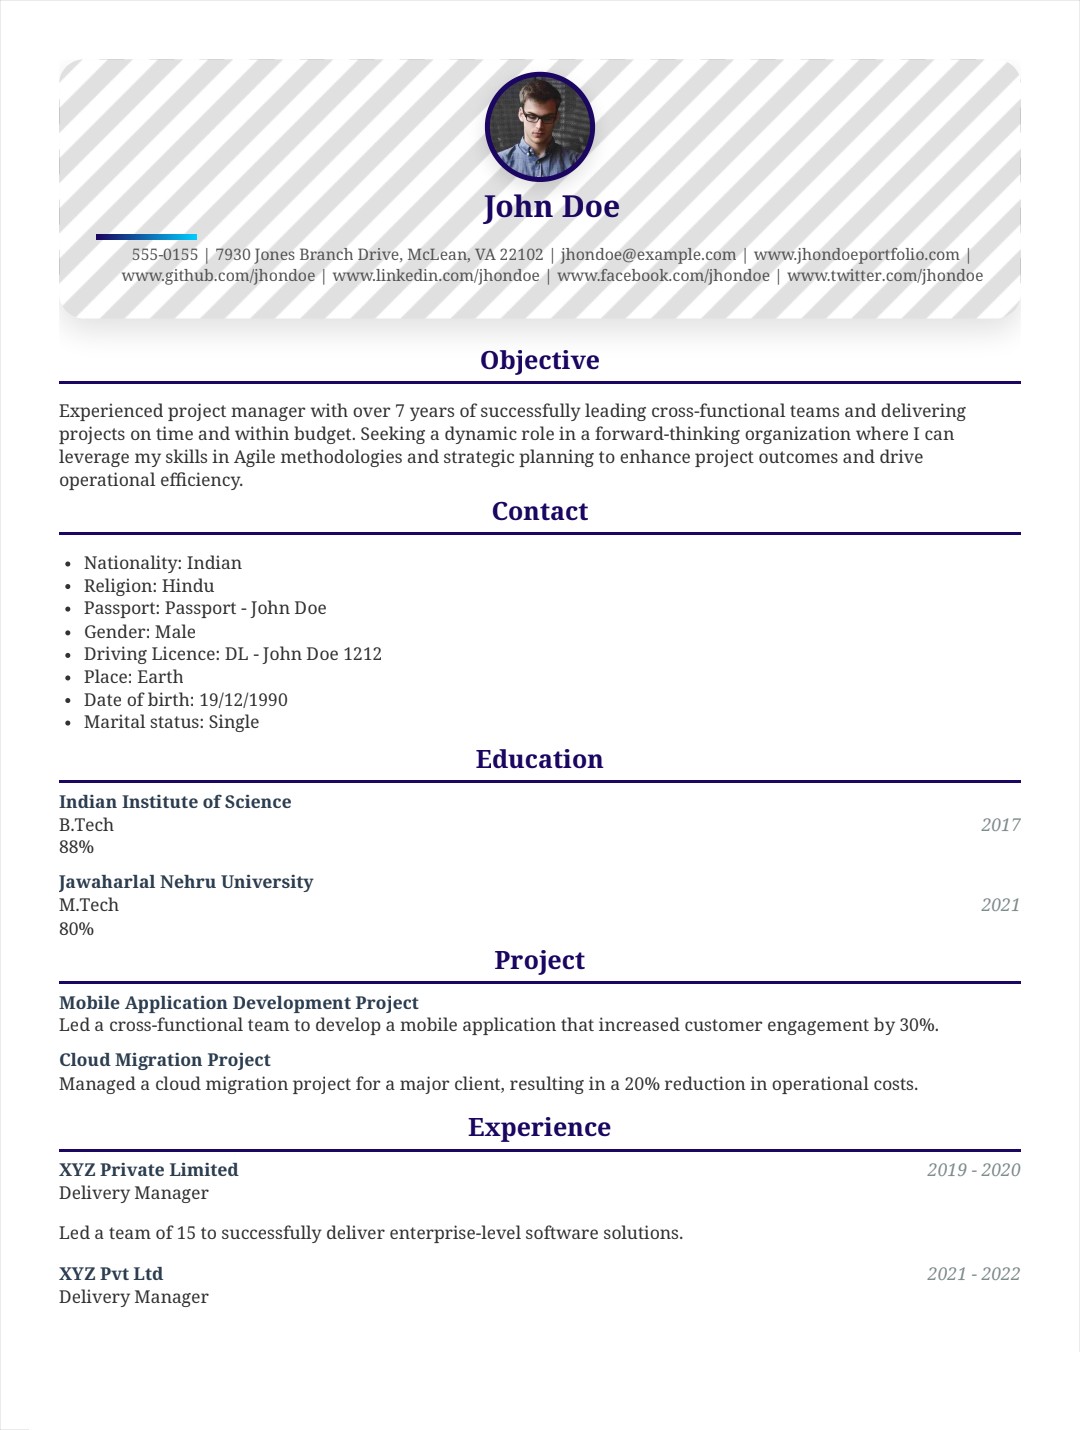 John Doe
555-0155 | 7930 Jones Branch Drive, McLean, VA 22102 | jhondoe@example.com | www.jhondoeportfolio.com |
www.github.com/jhondoe | www.linkedin.com/jhondoe | www.facebook.com/jhondoe | www.twitter.com/jhondoe
Objective
Experienced project manager with over 7 years of successfully leading cross-functional teams and delivering
projects on time and within budget. Seeking a dynamic role in a forward-thinking organization where I can
leverage my skills in Agile methodologies and strategic planning to enhance project outcomes and drive
operational efficiency.
Contact
• Nationality: Indian
• Religion: Hindu
• Passport: Passport - John Doe
• Gender: Male
• Driving Licence: DL - John Doe 1212
• Place: Earth
• Date of birth: 19/12/1990
• Marital status: Single
Education
Indian Institute of Science
B.Tech 2017
88%
Jawaharlal Nehru University
M.Tech 2021
80%
Project
Mobile Application Development Project
Led a cross-functional team to develop a mobile application that increased customer engagement by 30%.
Cloud Migration Project
Managed a cloud migration project for a major client, resulting in a 20% reduction in operational costs.
Experience
XYZ Private Limited 2019 - 2020
Delivery Manager
Led a team of 15 to successfully deliver enterprise-level software solutions.
XYZ Pvt Ltd 2021 - 2022
Delivery Manager